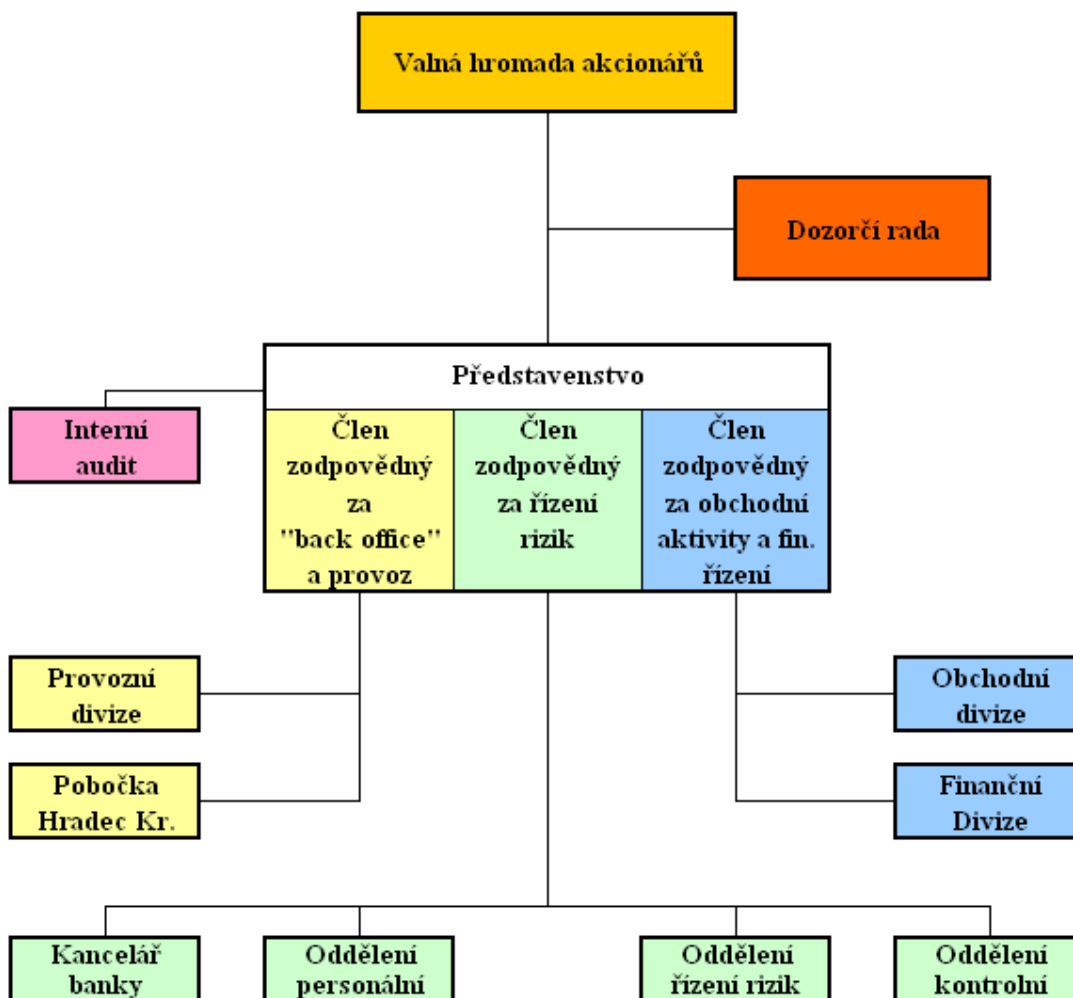 Valná hromada akcionářů
Dozorčí rada
Představenstvo
Interní
audit
Člen
zodpovědný
za
"back office"
a provoz
Člen
zodpovědný
za řízení
rizik
Člen
zodpovědný
za obchodní
aktivity a fin.
řízení
Provozní
divize
Obchodní
divize
Pobočka
Hradec Kr.
Finanční
Divize
Kancelář
banky
Oddělení
personální
Oddělení
řízení rizik
Oddělení
kontrolní